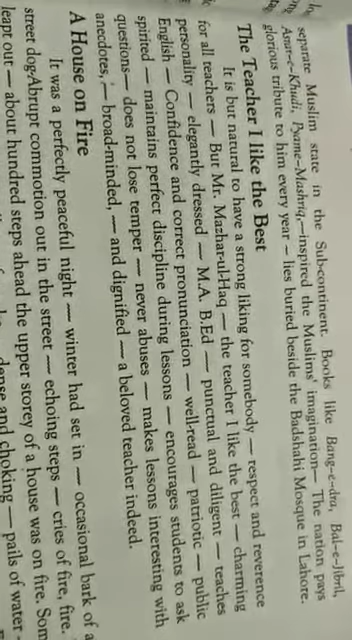 separate Muslim state in the Sub-continent. Books like Bang-e-dra, Bal-e-Jibril,
Asrar-e-Khudi, Pyame-Mashriq,—inspired the Muslims' imagination— The nation pays
glorious tribute to him every year — lies buried beside the Badshahi Mosque in Lahore.
The Teacher I like the Best
It is but natural to have a strong liking for somebody — respect and reverence
for all teachers — But Mr. Mazhar-ul-Haq — the teacher I like the best — charming
personality — elegantly dressed — M.A. B.Ed — punctual and diligent — teaches
English — Confidence and correct pronunciation — well-read — patriotic — public
spirited — maintains perfect discipline during lessons — encourages students to ask
questions— does not lose temper — never abuses — makes lessons interesting with
anecdotes, — broad-minded, — and dignified — a beloved teacher indeed.
A House on Fire
It was a perfectly peaceful night — winter had set in — occasional bark of a
street dog-Abrupt commotion out in the street — echoing steps — cries of fire, fire.
leapt out — about hundred steps ahead the upper storey of a house was on fire. Som
dense and choking — pails of water -